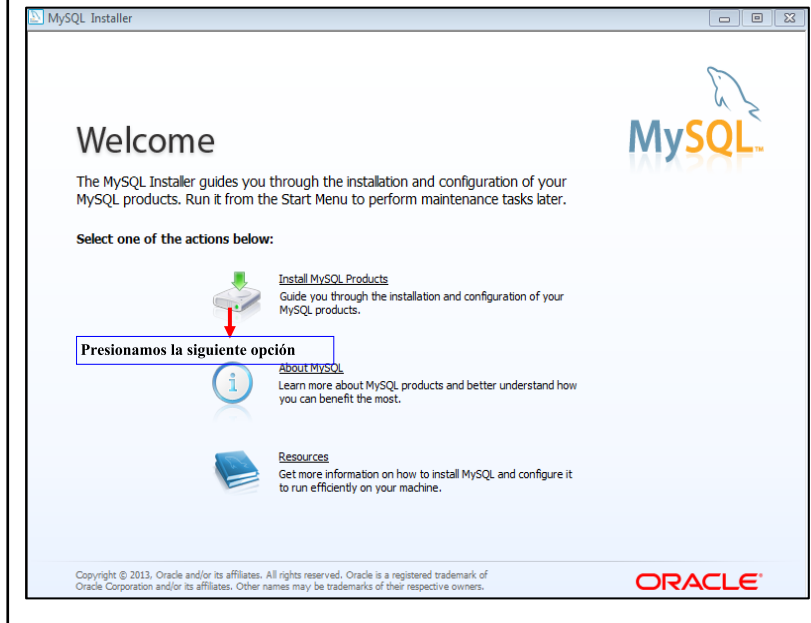 MySQL Installer
MySQL™
Welcome
The MySQL Installer guides you through the installation and configuration of your
MySQL products. Run it from the Start Menu to perform maintenance tasks later.
Select one of the actions below:
Install MySQL Products
Guide you through the installation and configuration of your
MySQL products.
Presionamos la siguiente opción
About MySQL
Learn more about MySQL products and better understand how
you can benefit the most.
Resources
Get more information on how to install MySQL and configure it
to run efficiently on your machine.
Copyright © 2013, Oracle and/or its affiliates. All rights reserved. Oracle is a registered trademark of
Oracle Corporation and/or its affiliates. Other names may be trademarks of their respective owners.
ORACLE®